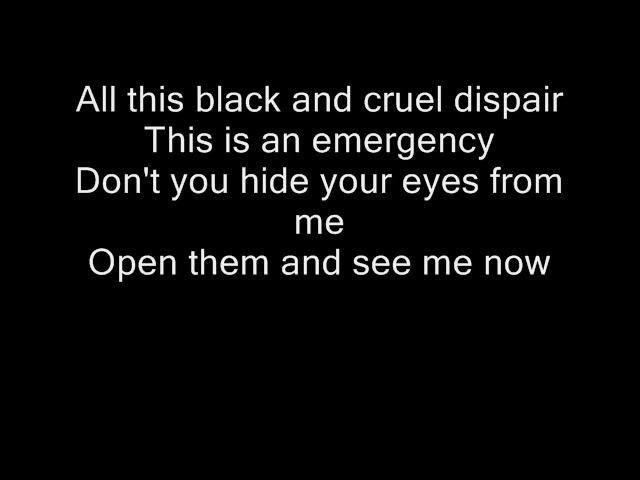 All this black and cruel dispair
This is an emergency
Don't you hide your eyes from
me
Open them and see me now